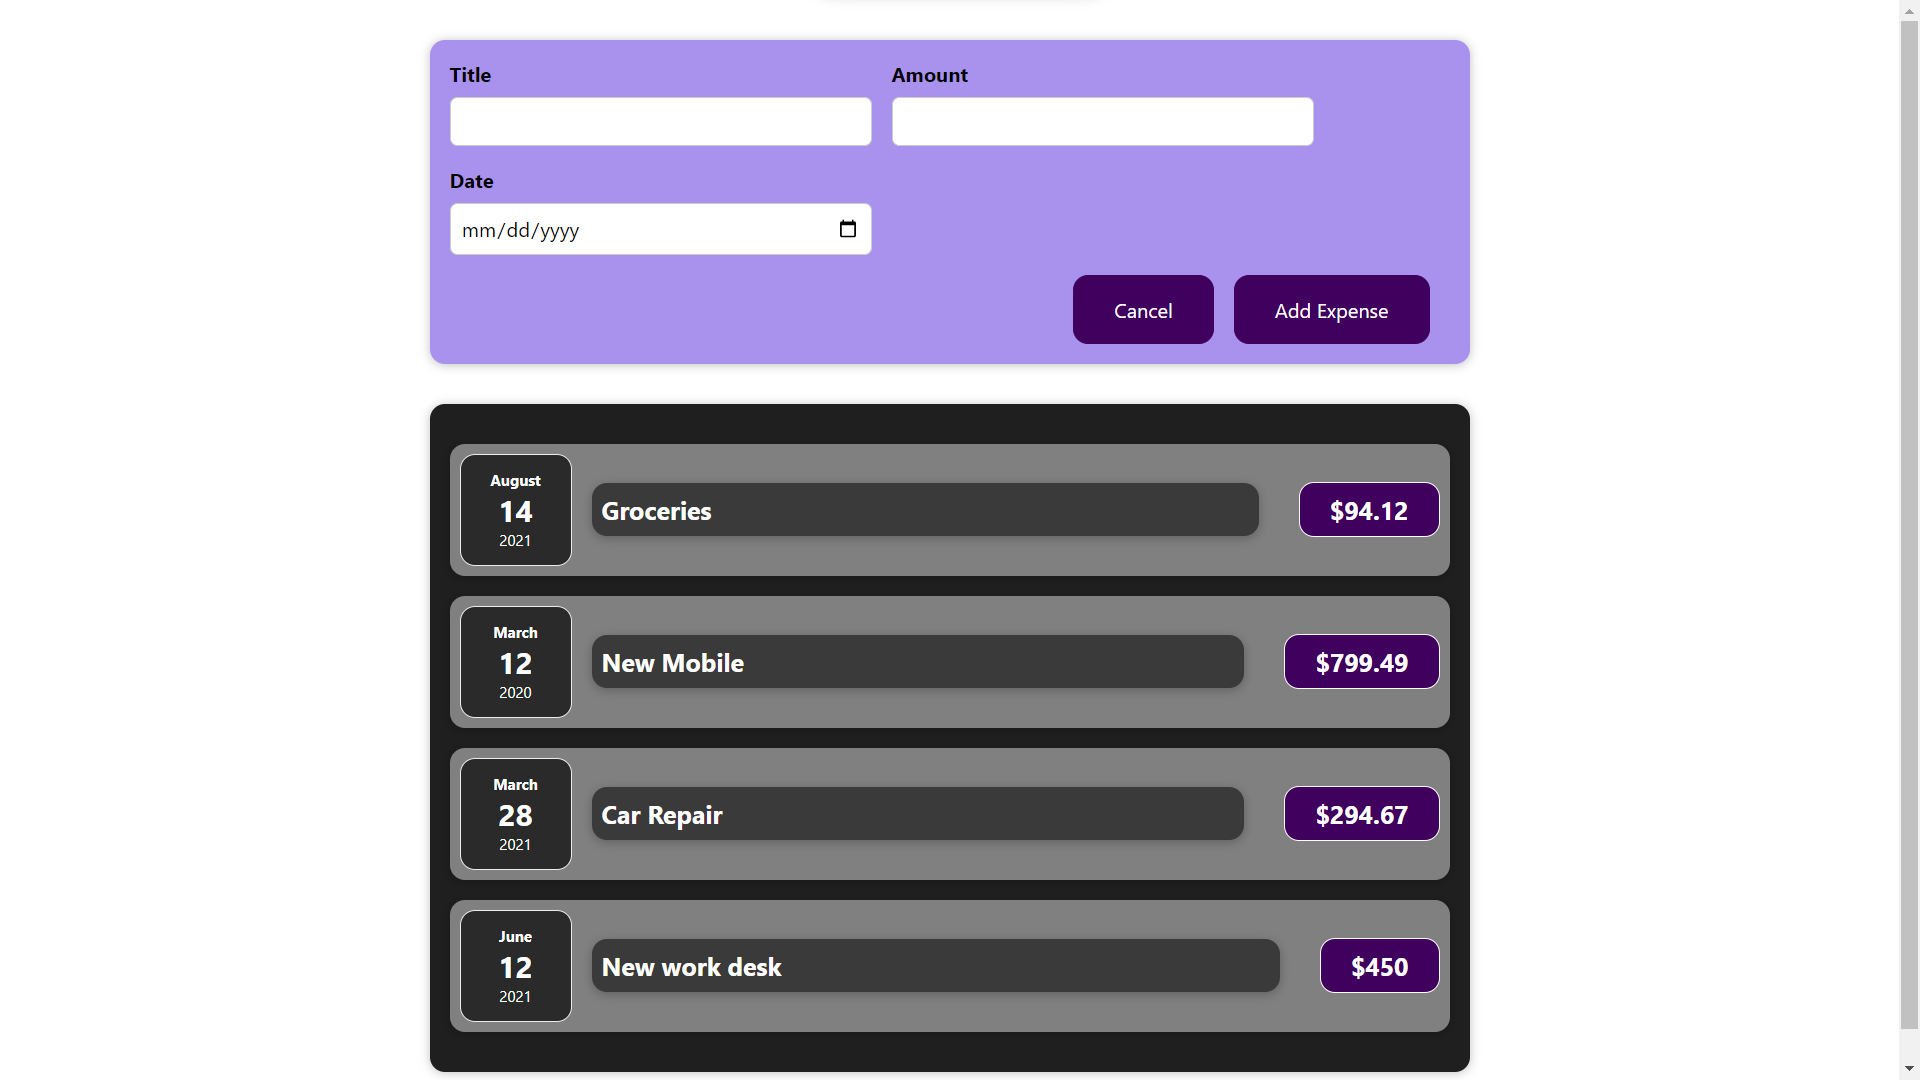 Title
Amount
Date
mm/dd/yyyy
Cancel
Add Expense
August
14
2021
Groceries
$94.12
March
12
2020
New Mobile
$799.49
March
28
2021
Car Repair
$294.67
June
12
2021
New work desk
$450